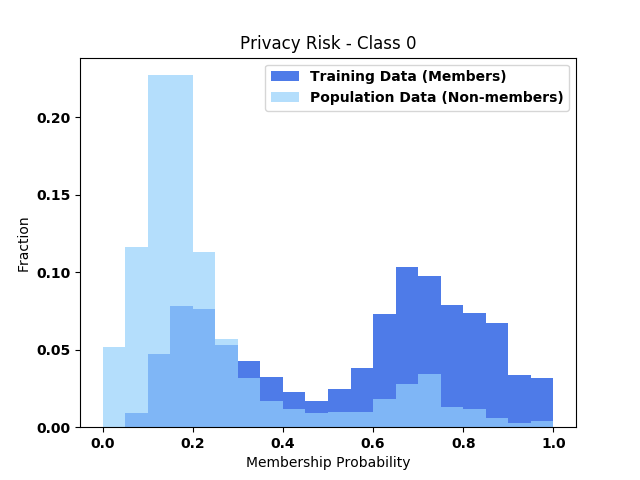 Privacy Risk - Class 0
Training Data (Members)
Population Data (Non-members)
Fraction
0.20
0.15
0.10
0.05
0.00
0.0 0.2 0.4 0.6 0.8 1.0
Membership Probability